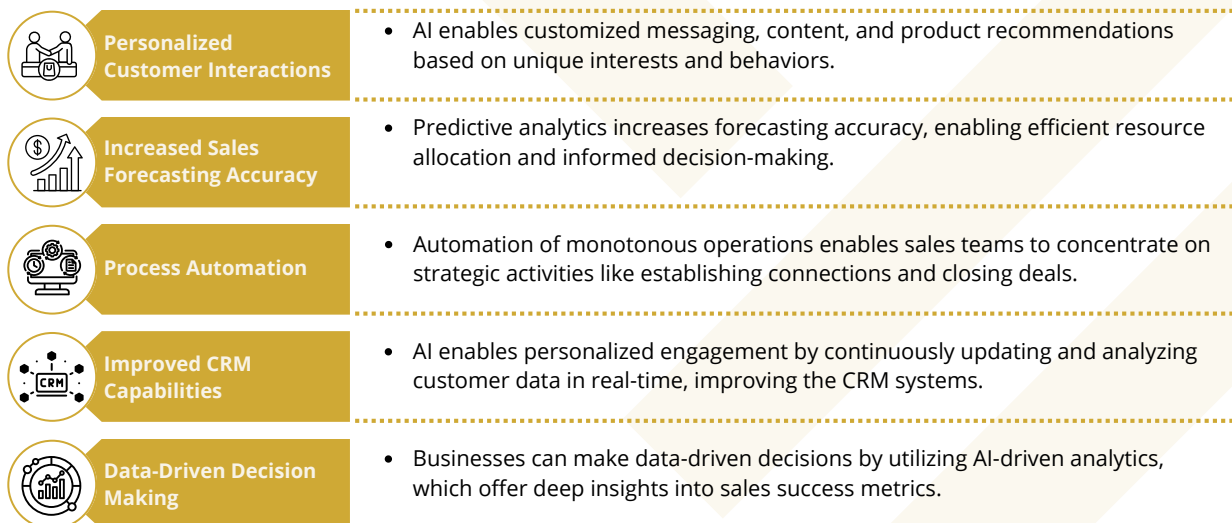 Personalized
Customer Interactions
• AI enables customized messaging, content, and product recommendations
based on unique interests and behaviors.
Increased Sales
Forecasting Accuracy
• Predictive analytics increases forecasting accuracy, enabling efficient resource
allocation and informed decision-making.
Process Automation
• Automation of monotonous operations enables sales teams to concentrate on
strategic activities like establishing connections and closing deals.
Improved CRM
Capabilities
CRM
• AI enables personalized engagement by continuously updating and analyzing
customer data in real-time, improving the CRM systems.
Data-Driven Decision
Making
• Businesses can make data-driven decisions by utilizing AI-driven analytics,
which offer deep insights into sales success metrics.